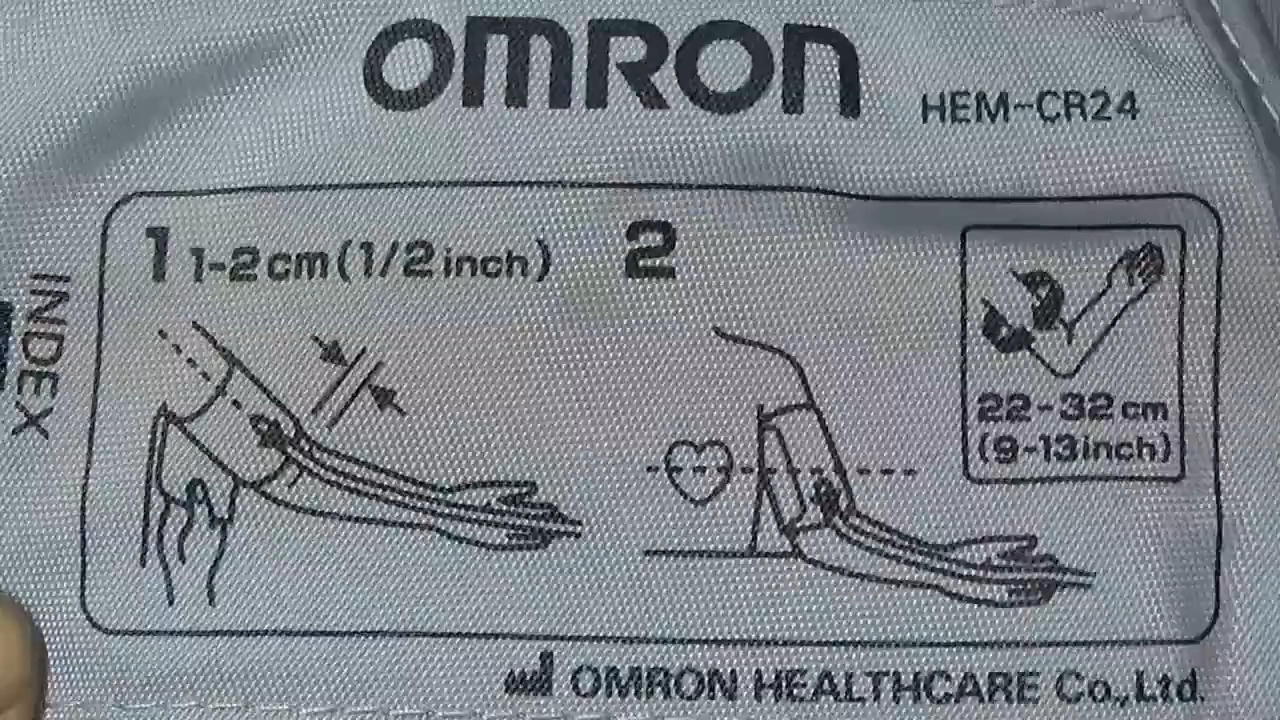 OMRON
HEM-CR24
INDEX
1 1-2cm(1/2inch)
2
22-32cm
(9-13inch)
OMRON HEALTHCARE Co.,Ltd.